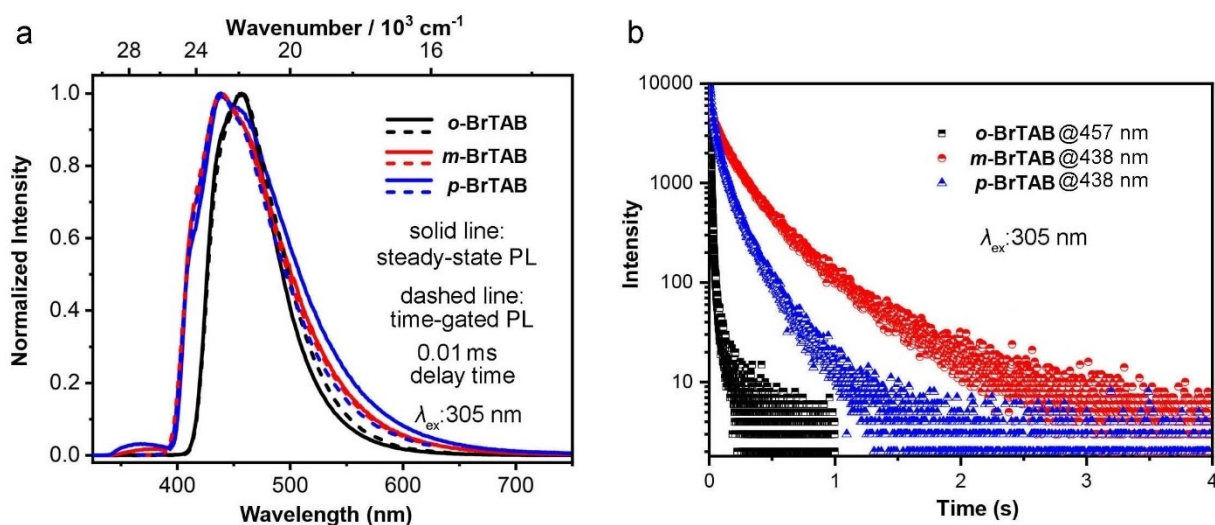 a
Wavenumber / 10³ cm⁻¹
28 24 20 16
Normalized Intensity
1.0
0.8
0.6
0.4
0.2
0.0
o-BrTAB
m-BrTAB
p-BrTAB
solid line:
steady-state PL
dashed line:
time-gated PL
0.01 ms
delay time
λex:305 nm
400 500 600 700
Wavelength (nm)
b
Intensity
10000
1000
100
10
o-BrTAB@457 nm
m-BrTAB@438 nm
p-BrTAB@438 nm
λex:305 nm
0 1 2 3 4
Time (s)